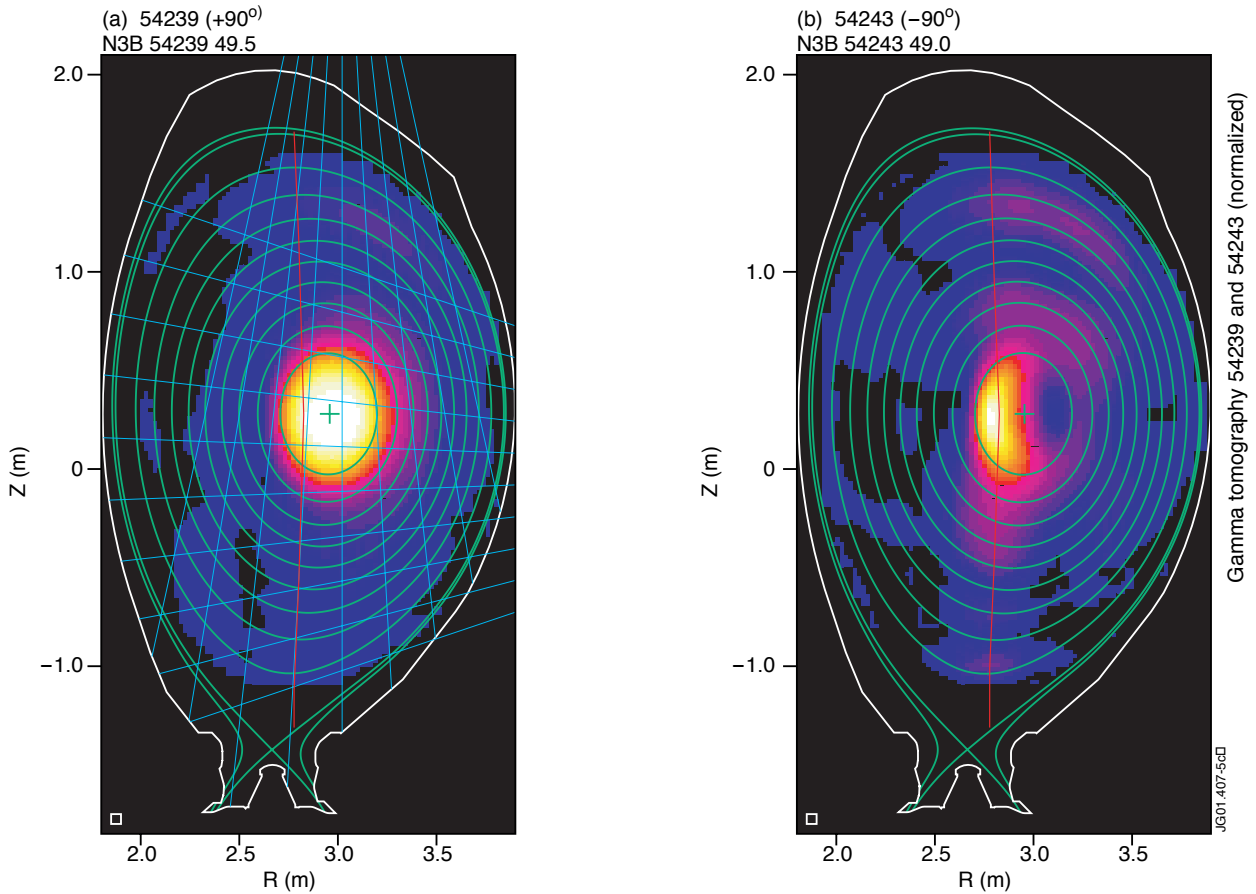 (a) 54239 (+90º)
N3B 54239 49.5
2.0
1.0
0
−1.0
Z (m)
2.0 2.5 3.0 3.5
R (m)
(b) 54243 (−90º)
N3B 54243 49.0
2.0
1.0
0
−1.0
Z (m)
2.0 2.5 3.0 3.5
R (m)
Gamma tomography 54239 and 54243 (normalized)
JG01.407-5c□